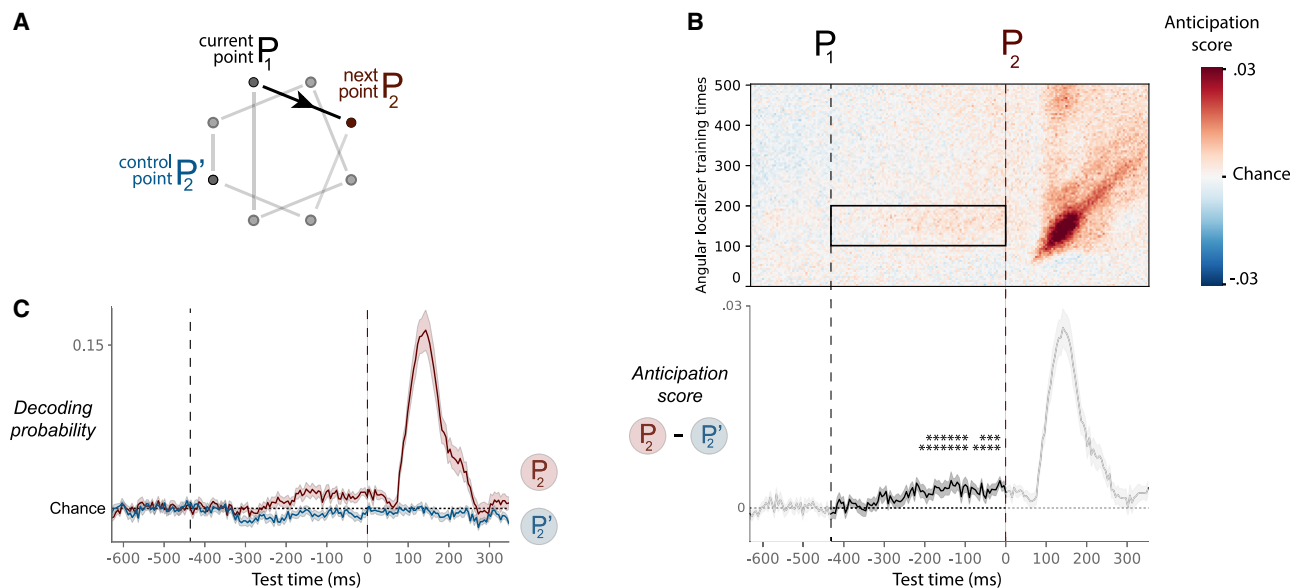 A
current
point P1
next
point P2
control
point P2'
B
P1
P2
Anticipation
score
.03
Chance
-.03
Angular localizer training times
500
400
300
200
100
0
C
0.15
Decoding
probability
Chance
P2
P2'
-600 -500 -400 -300 -200 -100 0 100 200 300
Test time (ms)
.03
Anticipation
score
P2 - P2'
0
****** ***
******* ****
-600 -500 -400 -300 -200 -100 0 100 200 300
Test time (ms)